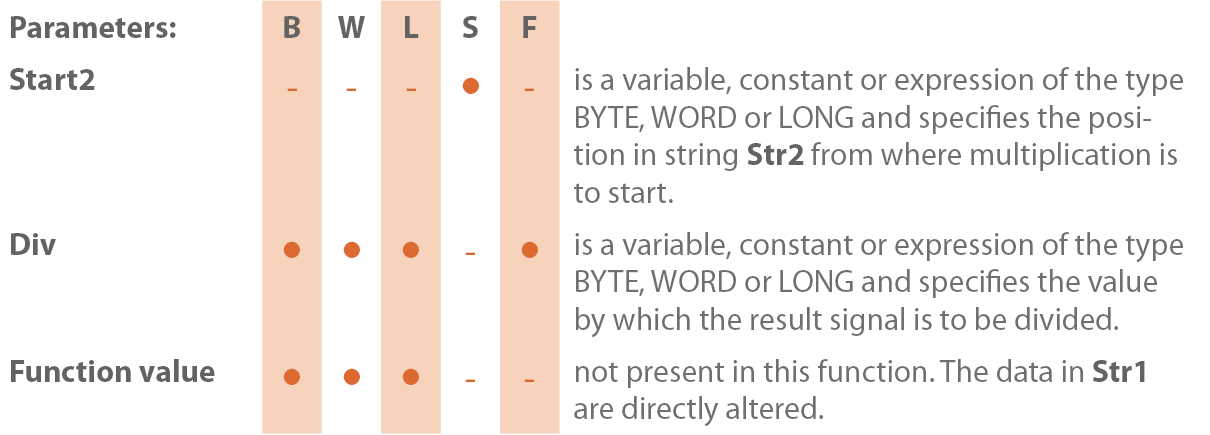 Parameters: B W L S F
Start2 - - - ● - is a variable, constant or expression of the type
BYTE, WORD or LONG and specifies the posi-
tion in string Str2 from where multiplication is
to start.
Div ● ● ● - ● is a variable, constant or expression of the type
BYTE, WORD or LONG and specifies the value
by which the result signal is to be divided.
Function value ● ● ● - - not present in this function. The data in Str1
are directly altered.